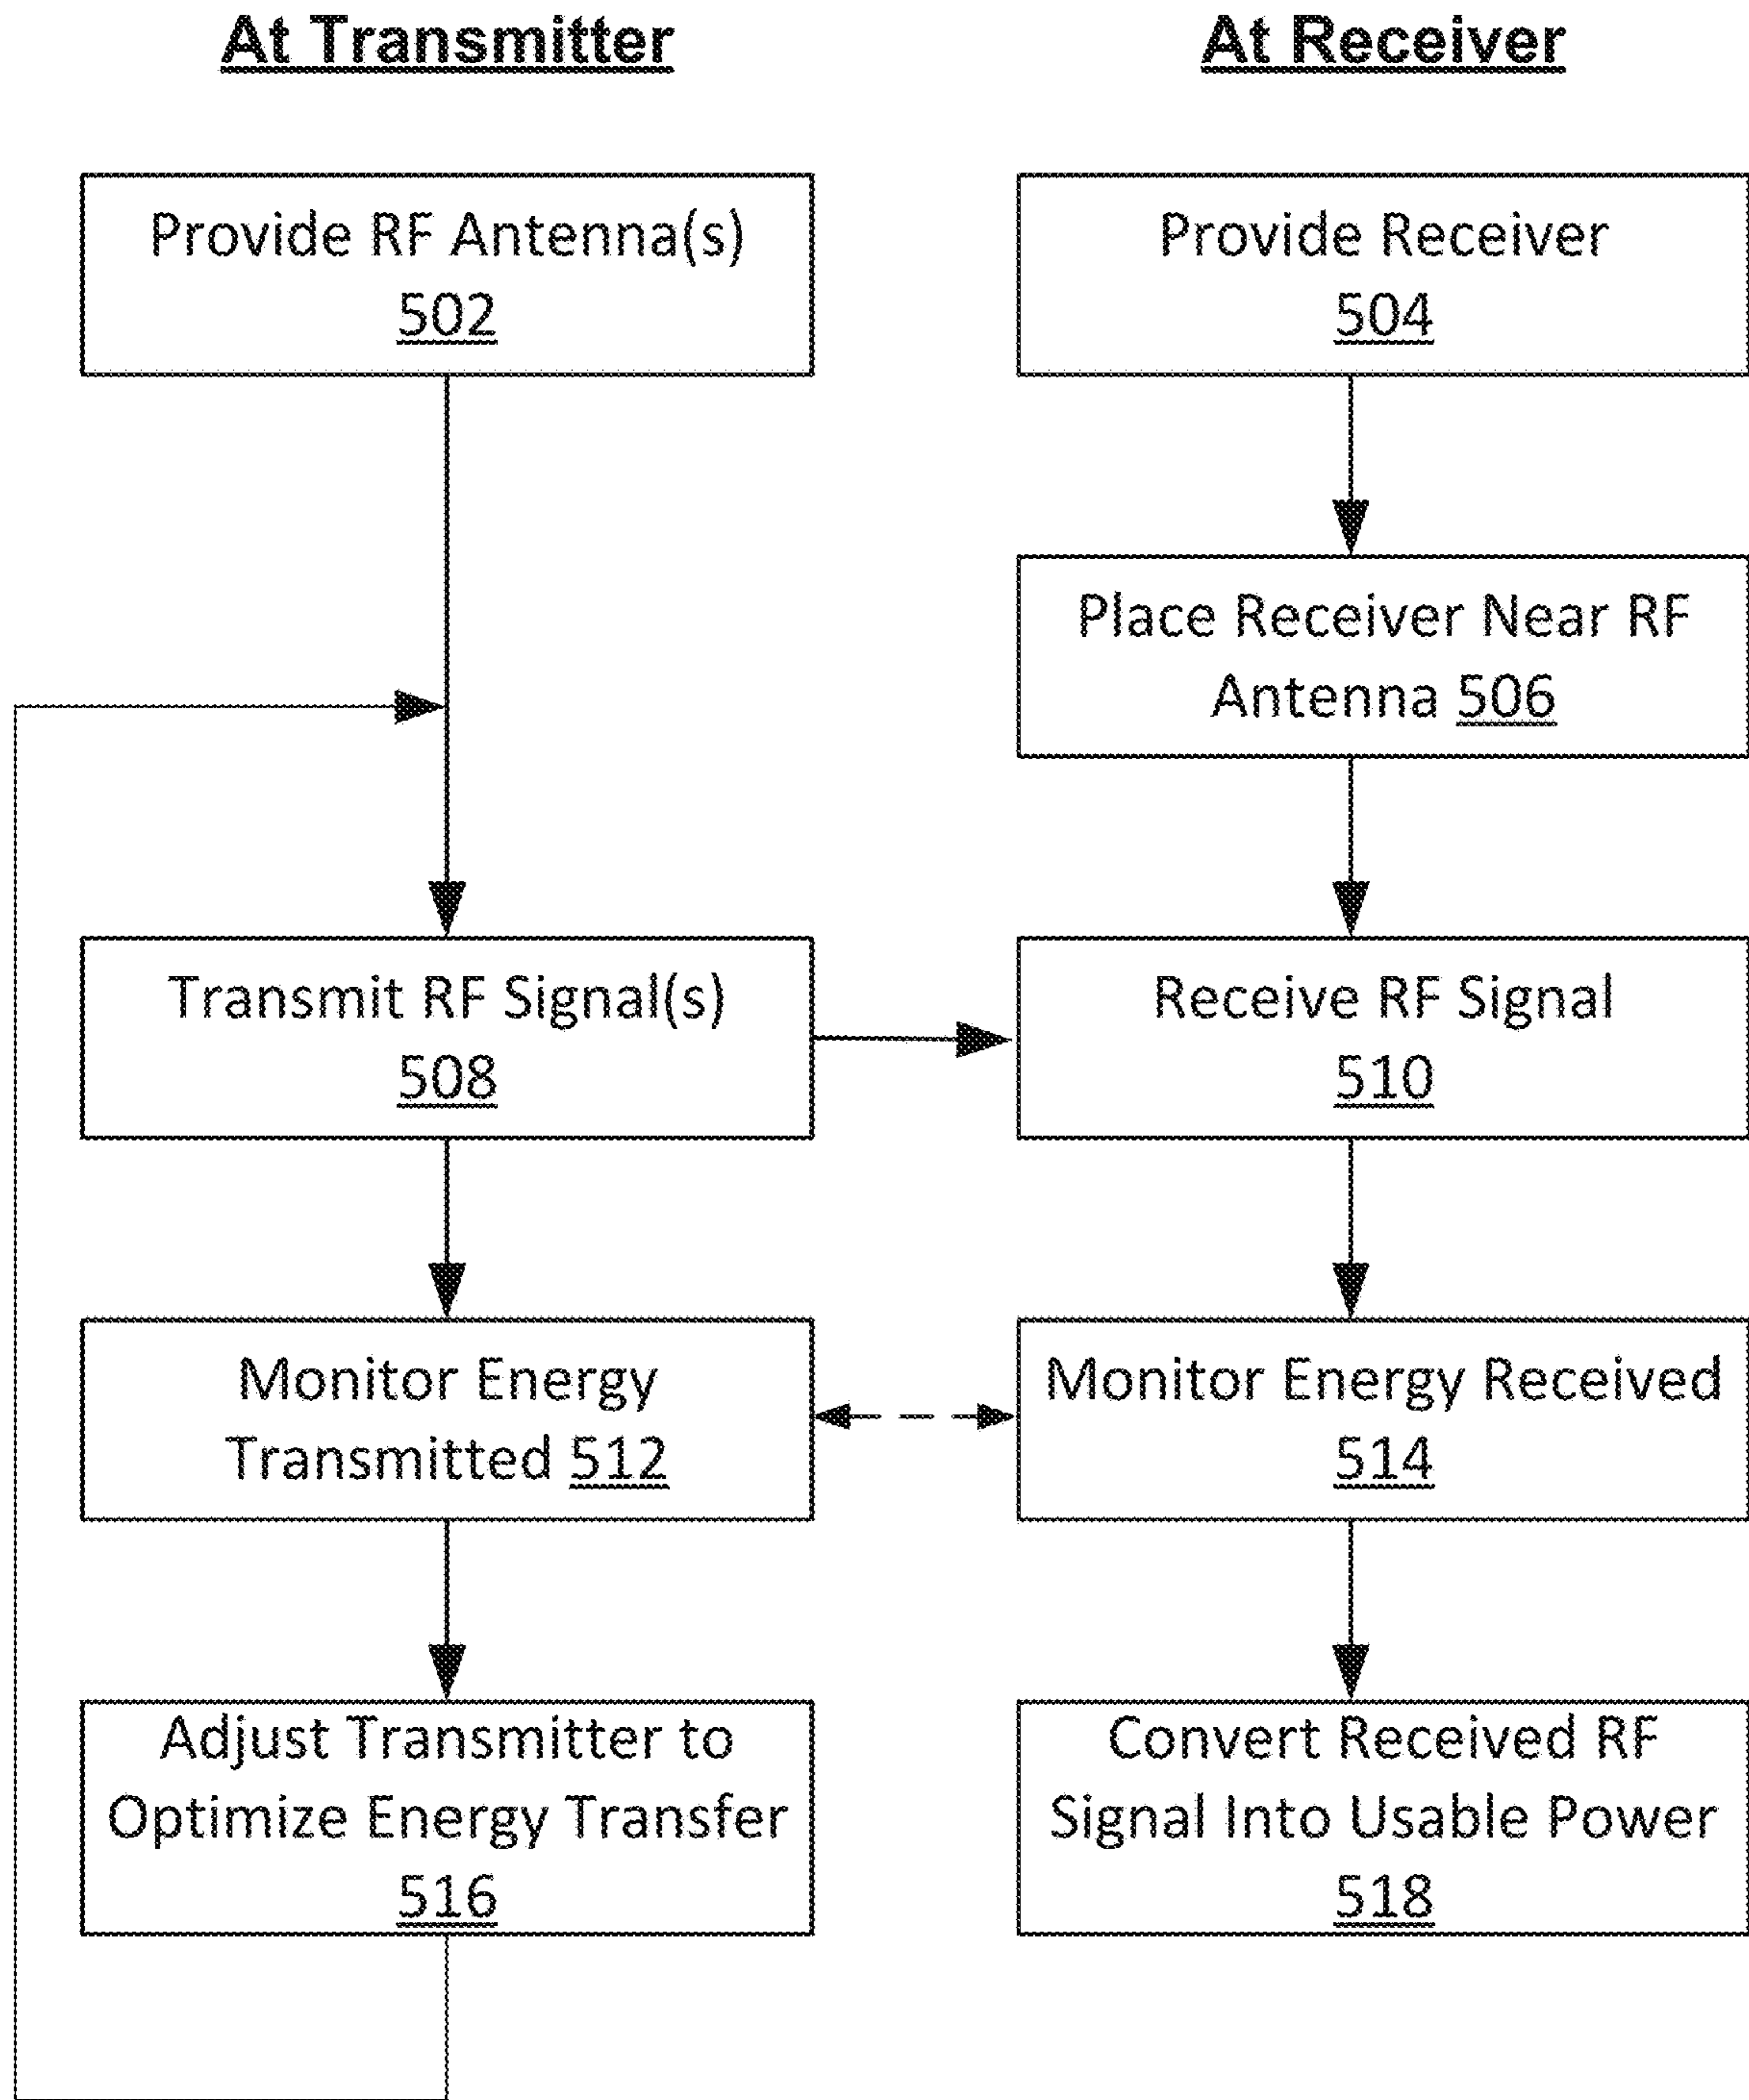 At Transmitter
At Receiver
Provide RF Antenna(s)
502
Provide Receiver
504
Place Receiver Near RF
Antenna 506
Transmit RF Signal(s)
508
Receive RF Signal
510
Monitor Energy
Transmitted 512
Monitor Energy Received
514
Adjust Transmitter to
Optimize Energy Transfer
516
Convert Received RF
Signal Into Usable Power
518